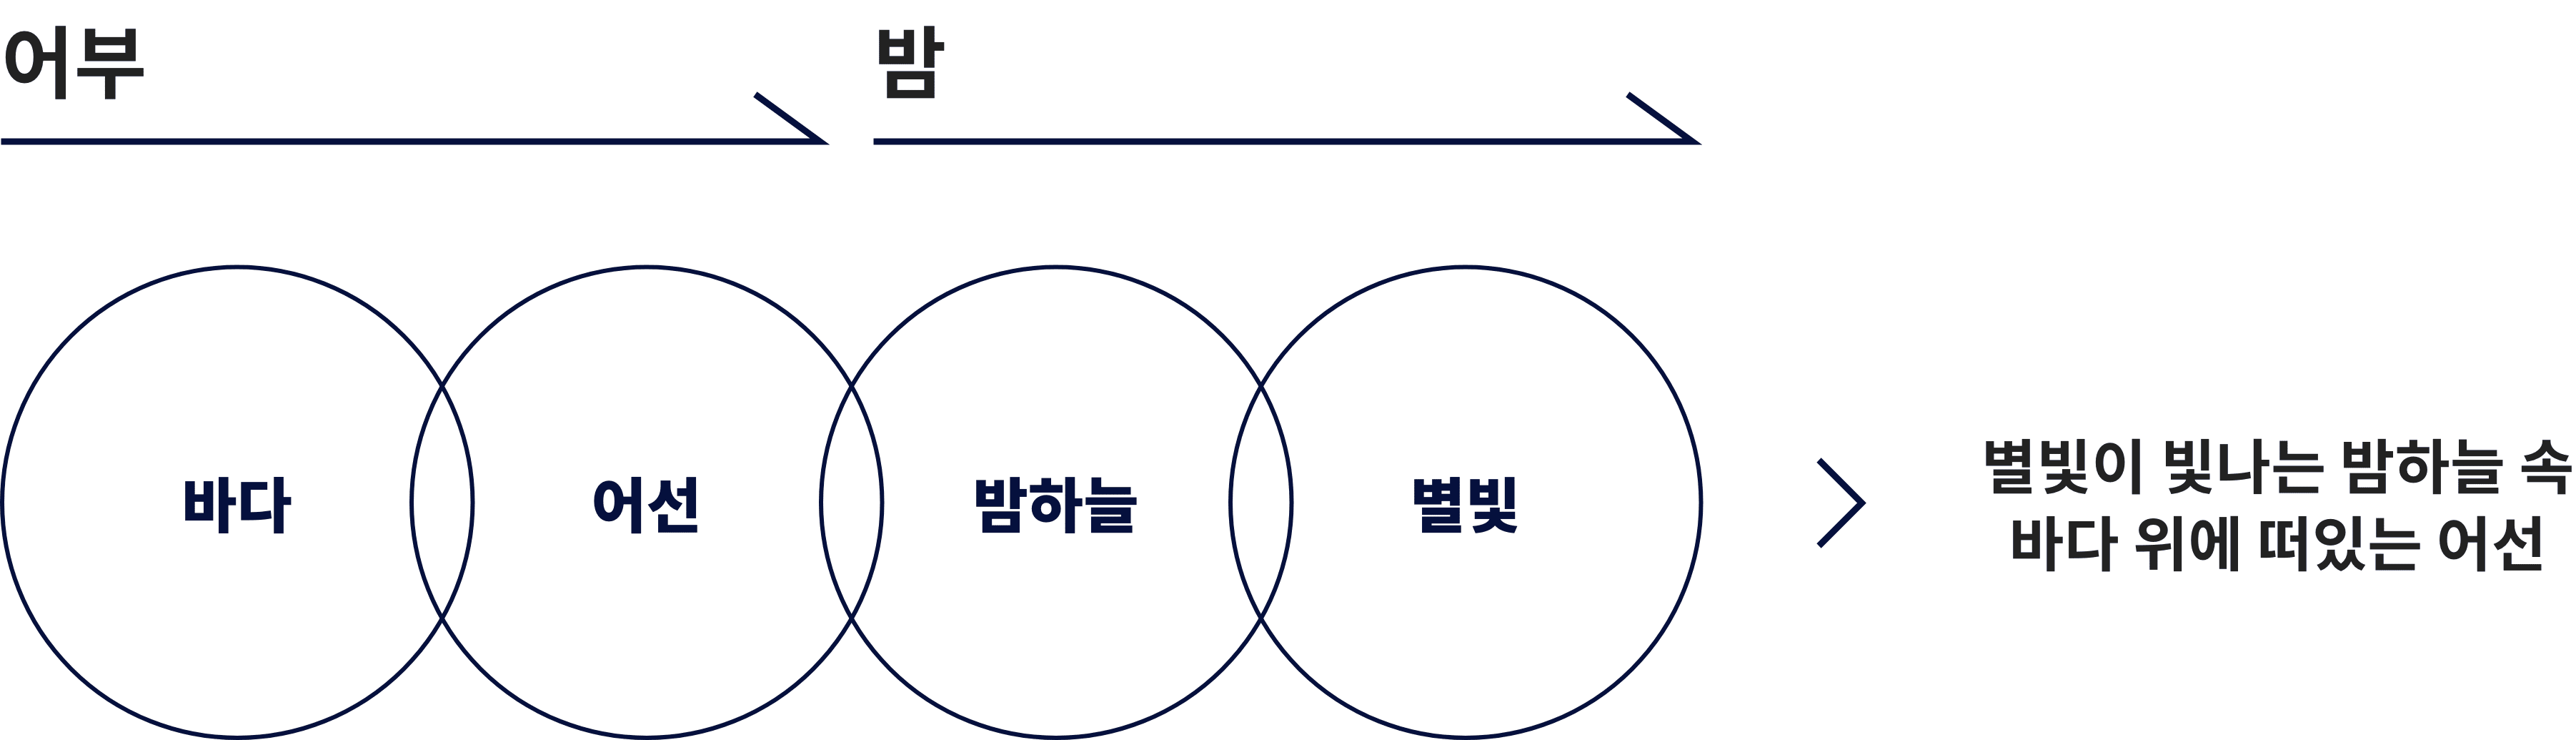 어부
밤
바다
어선
밤하늘
별빛
별빛이 빛나는 밤하늘 속
바다 위에 떠있는 어선